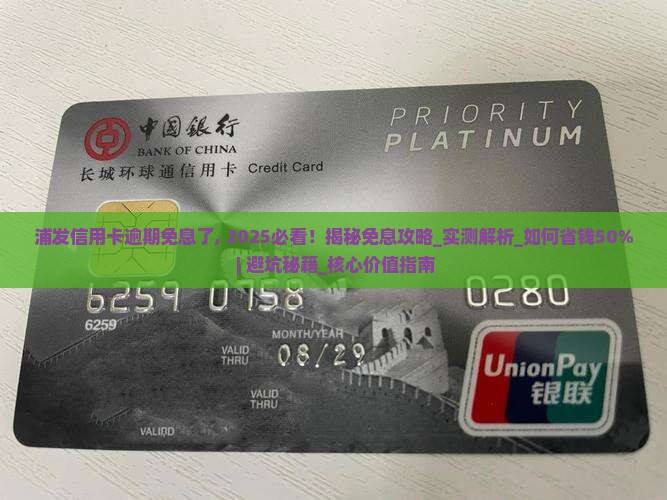 中国银行
BANK OF CHINA
长城环球通信用卡 Credit Card
PRIORITY
PLATINUM
浦发信用卡逾期免息了, 2025必看！揭秘免息攻略_实测解析_如何省钱50%
| 避坑秘籍_核心价值指南
6259 0758 0280
6259
MONTH/YEAR
VALID
THRU
08/29
VALID
THRU
VALID
UnionPay
银联